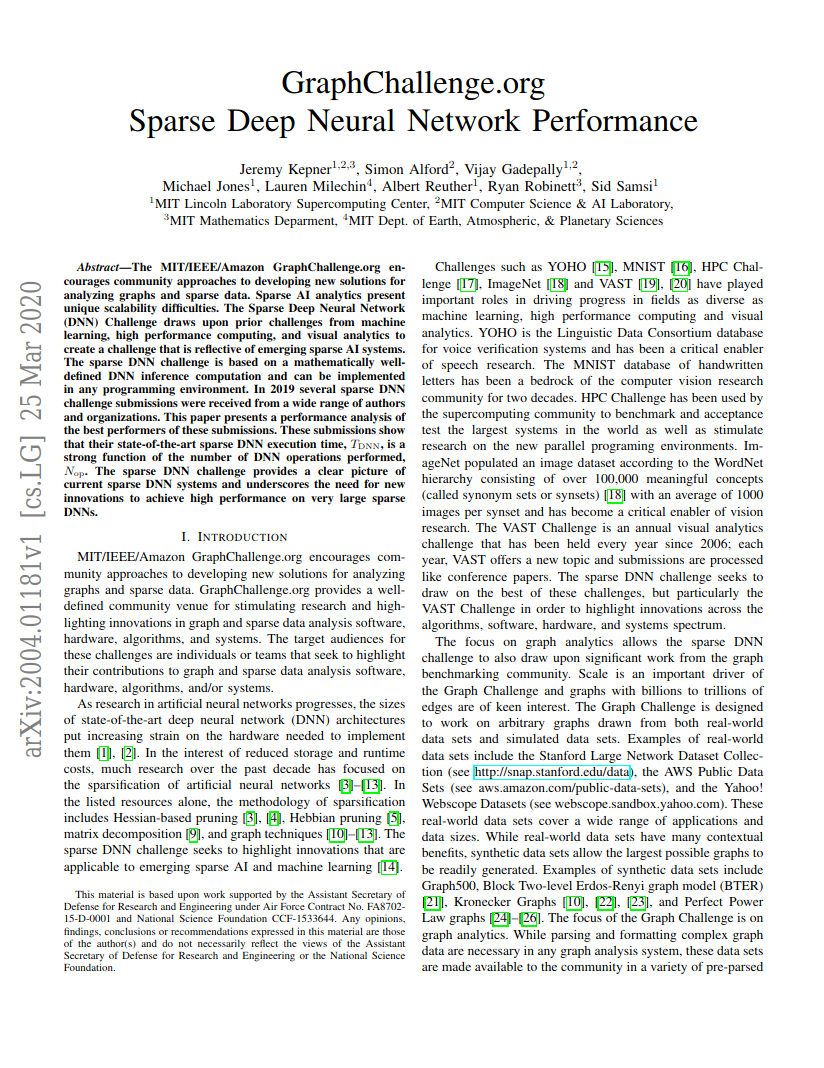 GraphChallenge.org
Sparse Deep Neural Network Performance
Jeremy Kepner1,2,3, Simon Alford2, Vijay Gadepally1,2,
Michael Jones1, Lauren Milechin4, Albert Reuther1, Ryan Robinett3, Sid Samsi1
1MIT Lincoln Laboratory Supercomputing Center, 2MIT Computer Science & AI Laboratory,
3MIT Mathematics Deparment, 4MIT Dept. of Earth, Atmospheric, & Planetary Sciences
arXiv:2004.01181v1 [cs.LG] 25 Mar 2020
Abstract—The MIT/IEEE/Amazon GraphChallenge.org en-
courages community approaches to developing new solutions for
analyzing graphs and sparse data. Sparse AI analytics present
unique scalability difficulties. The Sparse Deep Neural Network
(DNN) Challenge draws upon prior challenges from machine
learning, high performance computing, and visual analytics to
create a challenge that is reflective of emerging sparse AI systems.
The sparse DNN challenge is based on a mathematically well-
defined DNN inference computation and can be implemented
in any programming environment. In 2019 several sparse DNN
challenge submissions were received from a wide range of authors
and organizations. This paper presents a performance analysis of
the best performers of these submissions. These submissions show
that their state-of-the-art sparse DNN execution time, TDNN, is a
strong function of the number of DNN operations performed,
Nop. The sparse DNN challenge provides a clear picture of
current sparse DNN systems and underscores the need for new
innovations to achieve high performance on very large sparse
DNNs.
I. Introduction
MIT/IEEE/Amazon GraphChallenge.org encourages com-
munity approaches to developing new solutions for analyzing
graphs and sparse data. GraphChallenge.org provides a well-
defined community venue for stimulating research and high-
lighting innovations in graph and sparse data analysis software,
hardware, algorithms, and systems. The target audiences for
these challenges are individuals or teams that seek to highlight
their contributions to graph and sparse data analysis software,
hardware, algorithms, and/or systems.
As research in artificial neural networks progresses, the sizes
of state-of-the-art deep neural network (DNN) architectures
put increasing strain on the hardware needed to implement
them [1], [2]. In the interest of reduced storage and runtime
costs, much research over the past decade has focused on
the sparsification of artificial neural networks [3]–[13]. In
the listed resources alone, the methodology of sparsification
includes Hessian-based pruning [3], [4], Hebbian pruning [5],
matrix decomposition [9], and graph techniques [10]–[13]. The
sparse DNN challenge seeks to highlight innovations that are
applicable to emerging sparse AI and machine learning [14].
This material is based upon work supported by the Assistant Secretary of
Defense for Research and Engineering under Air Force Contract No. FA8702-
15-D-0001 and National Science Foundation CCF-1533644. Any opinions,
findings, conclusions or recommendations expressed in this material are those
of the author(s) and do not necessarily reflect the views of the Assistant
Secretary of Defense for Research and Engineering or the National Science
Foundation.
Challenges such as YOHO [15], MNIST [16], HPC Chal-
lenge [17], ImageNet [18] and VAST [19], [20] have played
important roles in driving progress in fields as diverse as
machine learning, high performance computing and visual
analytics. YOHO is the Linguistic Data Consortium database
for voice verification systems and has been a critical enabler
of speech research. The MNIST database of handwritten
letters has been a bedrock of the computer vision research
community for two decades. HPC Challenge has been used by
the supercomputing community to benchmark and acceptance
test the largest systems in the world as well as stimulate
research on the new parallel programing environments. Im-
ageNet populated an image dataset according to the WordNet
hierarchy consisting of over 100,000 meaningful concepts
(called synonym sets or synsets) [18] with an average of 1000
images per synset and has become a critical enabler of vision
research. The VAST Challenge is an annual visual analytics
challenge that has been held every year since 2006; each
year, VAST offers a new topic and submissions are processed
like conference papers. The sparse DNN challenge seeks to
draw on the best of these challenges, but particularly the
VAST Challenge in order to highlight innovations across the
algorithms, software, hardware, and systems spectrum.
The focus on graph analytics allows the sparse DNN
challenge to also draw upon significant work from the graph
benchmarking community. Scale is an important driver of
the Graph Challenge and graphs with billions to trillions of
edges are of keen interest. The Graph Challenge is designed
to work on arbitrary graphs drawn from both real-world
data sets and simulated data sets. Examples of real-world
data sets include the Stanford Large Network Dataset Collec-
tion (see http://snap.stanford.edu/data), the AWS Public Data
Sets (see aws.amazon.com/public-data-sets), and the Yahoo!
Webscope Datasets (see webscope.sandbox.yahoo.com). These
real-world data sets cover a wide range of applications and
data sizes. While real-world data sets have many contextual
benefits, synthetic data sets allow the largest possible graphs to
be readily generated. Examples of synthetic data sets include
Graph500, Block Two-level Erdos-Renyi graph model (BTER)
[21], Kronecker Graphs [10], [22], [23], and Perfect Power
Law graphs [24]–[26]. The focus of the Graph Challenge is on
graph analytics. While parsing and formatting complex graph
data are necessary in any graph analysis system, these data sets
are made available to the community in a variety of pre-parsed